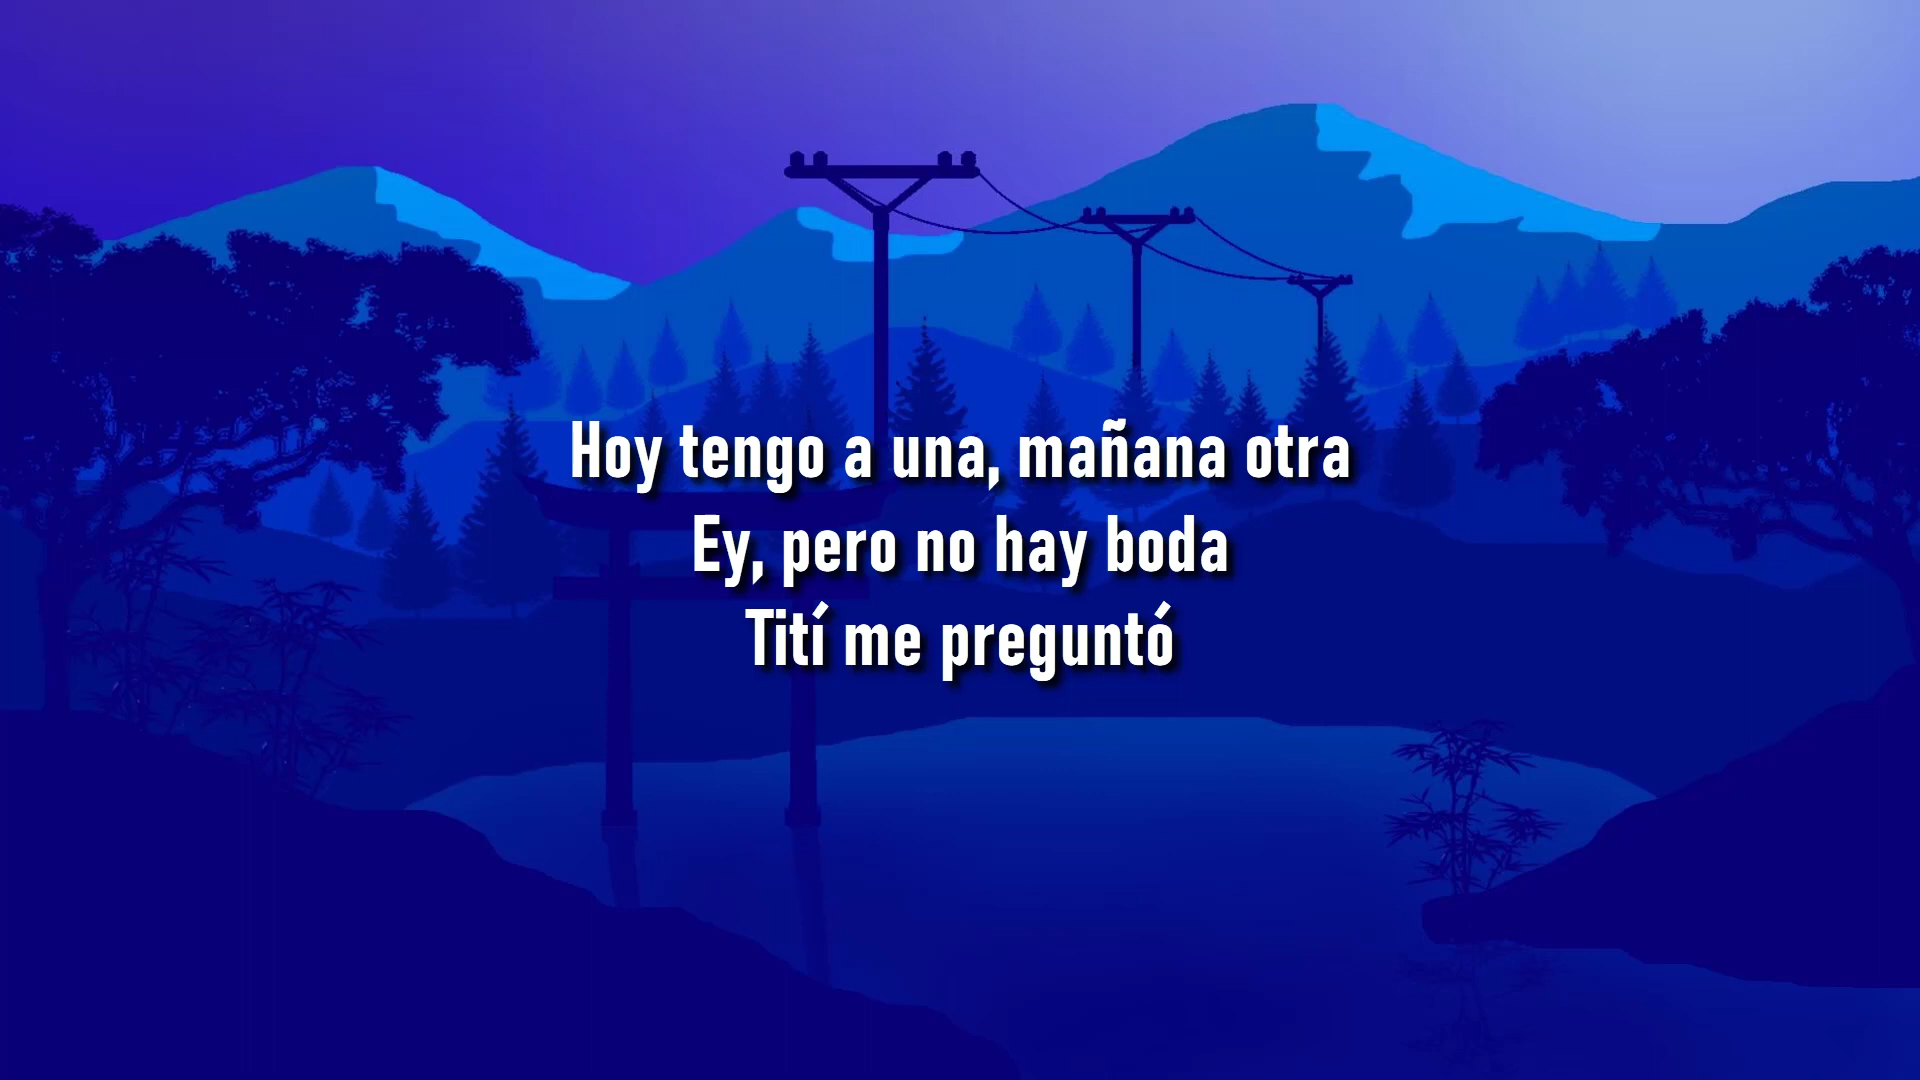 Hoy tengo a una, mañana otra
Ey, pero no hay boda
Tití me preguntó